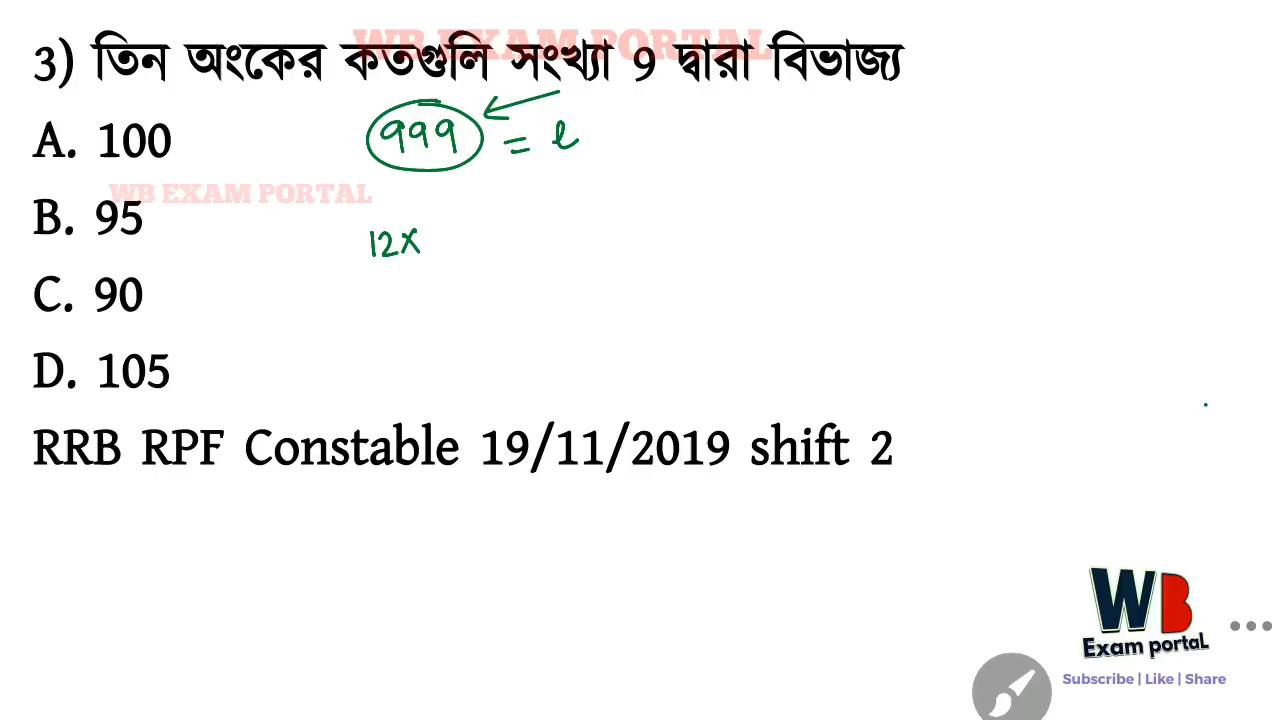 WB EXAM PORTAL
3) তিন অংকের কতগুলি সংখ্যা 9 দ্বারা বিভাজ্য
A. 100
999 = l
WB EXAM PORTAL
B. 95
12x
C. 90
D. 105
RRB RPF Constable 19/11/2019 shift 2
WB
Exam portaL
Subscribe | Like | Share